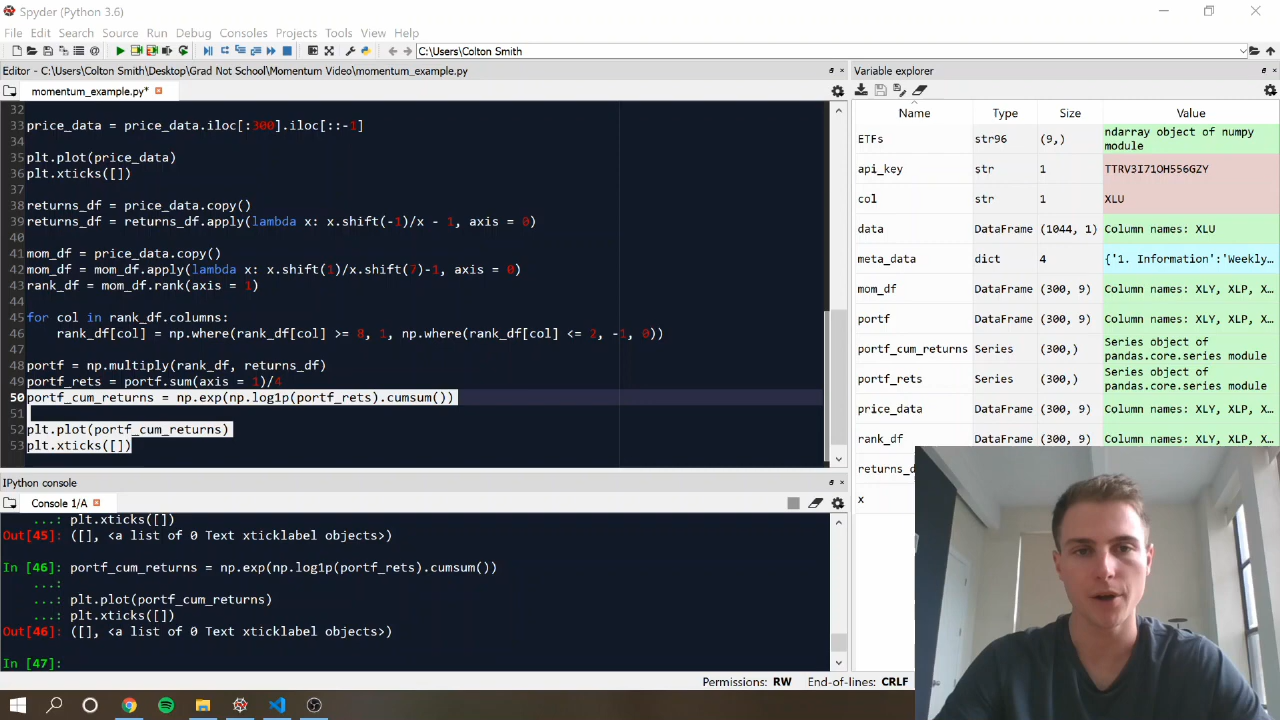 Spyder (Python 3.6)
File Edit Search Source Run Debug Consoles Projects Tools View Help
C:\Users\Colton Smith
Editor - C:\Users\Colton Smith\Desktop\Grad Not School\Momentum Video\momentum_example.py
momentum_example.py*
32
33 price_data = price_data.iloc[:300].iloc[::-1]
34
35 plt.plot(price_data)
36 plt.xticks([])
37
38 returns_df = price_data.copy()
39 returns_df = returns_df.apply(lambda x: x.shift(-1)/x - 1, axis = 0)
40
41 mom_df = price_data.copy()
42 mom_df = mom_df.apply(lambda x: x.shift(1)/x.shift(7)-1, axis = 0)
43 rank_df = mom_df.rank(axis = 1)
44
45 for col in rank_df.columns:
46 rank_df[col] = np.where(rank_df[col] >= 8, 1, np.where(rank_df[col] <= 2, -1, 0))
47
48 portf = np.multiply(rank_df, returns_df)
49 portf_rets = portf.sum(axis = 1)/4
50 portf_cum_returns = np.exp(np.log1p(portf_rets).cumsum())
51
52 plt.plot(portf_cum_returns)
53 plt.xticks([])
Variable explorer
Name Type Size Value
ETFs str96 (9,) ndarray object of numpy
module
api_key str 1 TTRV3I71OH556GZY
col str 1 XLU
data DataFrame (1044, 1) Column names: XLU
meta_data dict 4 {'1. Information':'Weekly…
mom_df DataFrame (300, 9) Column names: XLY, XLP, X…
portf DataFrame (300, 9) Column names: XLY, XLP, X…
portf_cum_returns Series (300,) Series object of
pandas.core.series module
portf_rets Series (300,) Series object of
pandas.core.series module
price_data DataFrame (300, 9) Column names: XLY, XLP, X…
rank_df DataFrame (300, 9) Column names: XLY, XLP, X…
returns_d
x
IPython console
Console 1/A
...: plt.xticks([])
Out[45]: ([], <a list of 0 Text xticklabel objects>)
In [46]: portf_cum_returns = np.exp(np.log1p(portf_rets).cumsum())
...:
...: plt.plot(portf_cum_returns)
...: plt.xticks([])
Out[46]: ([], <a list of 0 Text xticklabel objects>)
In [47]:
Permissions: RW End-of-lines: CRLF